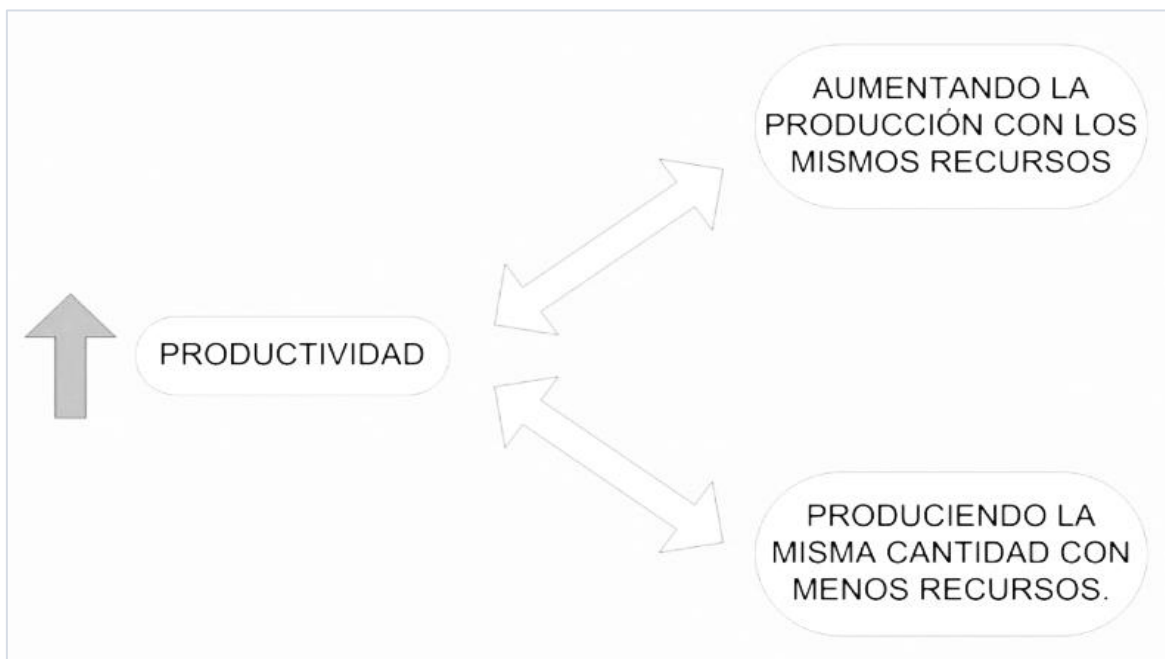 AUMENTANDO LA
PRODUCCIÓN CON LOS
MISMOS RECURSOS
PRODUCTIVIDAD
PRODUCIENDO LA
MISMA CANTIDAD CON
MENOS RECURSOS.